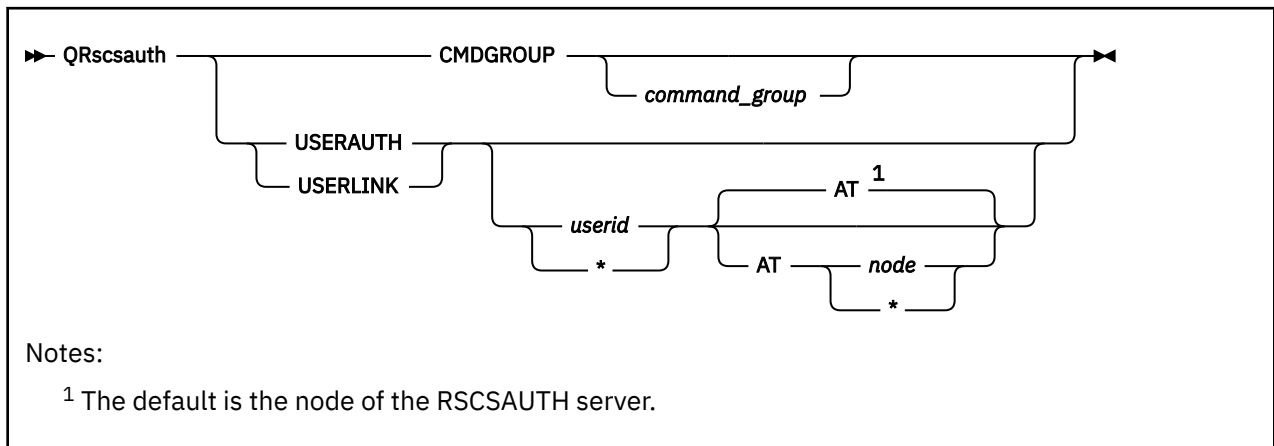 QRscsauth CMDGROUP
command_group
USERAUTH
USERLINK
AT 1
userid
*
AT node
*
Notes:
1 The default is the node of the RSCSAUTH server.